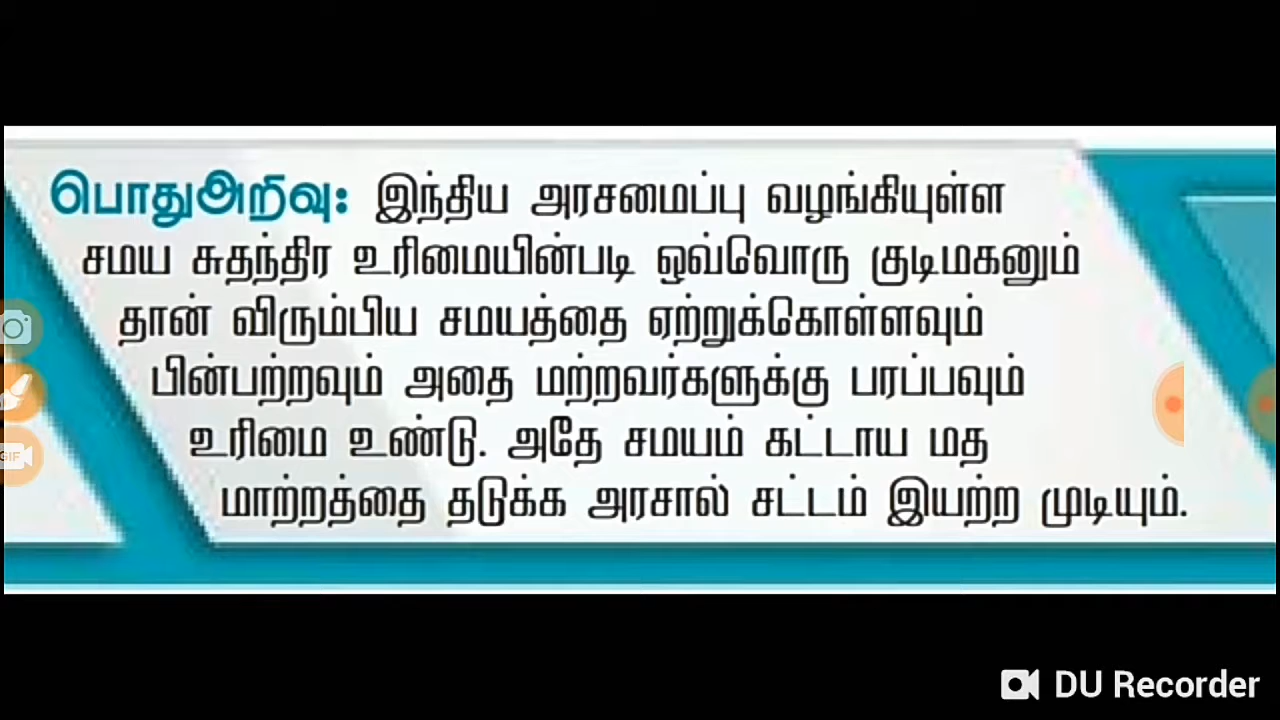 பொதுஅறிவு: இந்திய அரசமைப்பு வழங்கியுள்ள
சமய சுதந்திர உரிமையின்படி ஒவ்வோரு குடிமகனும்
தான் விரும்பிய சமயத்தை ஏற்றுக்கோள்ளவும்
பின்பற்றவும் அதை மற்றவர்களுக்கு பரப்பவும்
உரிமை உண்டு. அதே சமயம் கட்டாய மத
மாற்றத்தை தடுக்க அரசால் சட்டம் இயற்ற முடியும்.
GIF
DU Recorder